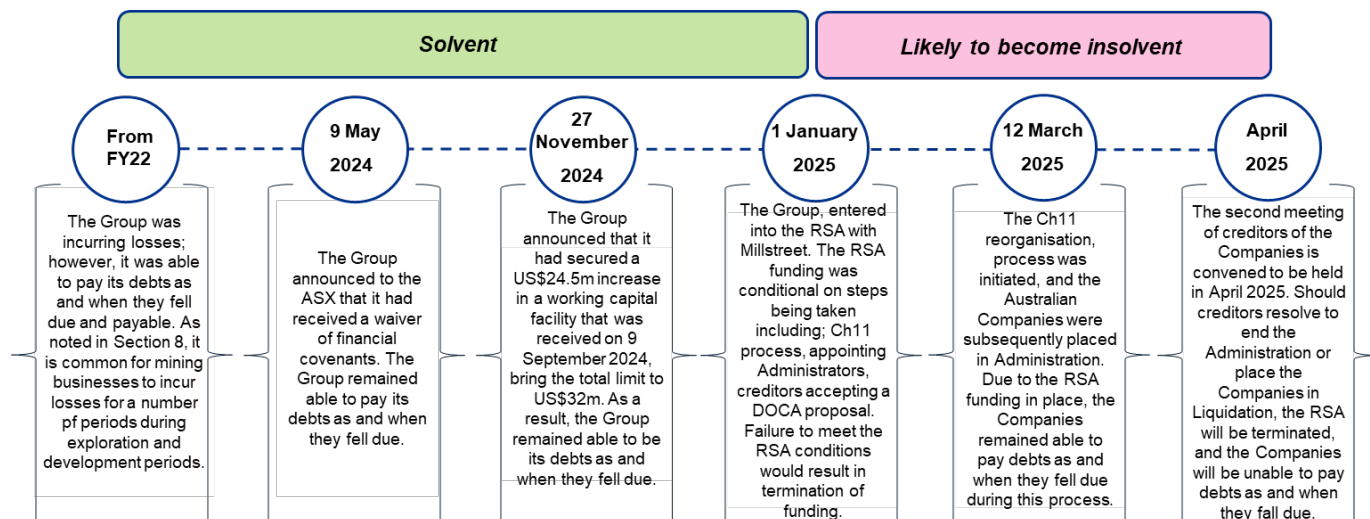 Solvent
Likely to become insolvent
From
FY22
The Group was
incurring losses;
however, it was able
to pay its debts as
and when they fell
due and payable. As
noted in Section 8, it
is common for mining
businesses to incur
losses for a number
pf periods during
exploration and
development periods.
9 May
2024
The Group
announced to the
ASX that it had
received a waiver
of financial
covenants. The
Group remained
able to pay its
debts as and when
they fell due.
27
November
2024
The Group
announced that it
had secured a
US$24.5m increase
in a working capital
facility that was
received on 9
September 2024,
bring the total limit to
US$32m. As a
result, the Group
remained able to be
its debts as and
when they fell due.
1 January
2025
The Group, entered
into the RSA with
Millstreet. The RSA
funding was
conditional on steps
being taken
including; Ch11
process, appointing
Administrators,
creditors accepting a
DOCA proposal.
Failure to meet the
RSA conditions
would result in
termination of
funding.
12 March
2025
The Ch11
reorganisation,
process was
initiated, and the
Australian
Companies were
subsequently placed
in Administration.
Due to the RSA
funding in place, the
Companies
remained able to
pay debts as and
when they fell due
during this process.
April
2025
The second meeting
of creditors of the
Companies is
convened to be held
in April 2025. Should
creditors resolve to
end the
Administration or
place the
Companies in
Liquidation, the RSA
will be terminated,
and the Companies
will be unable to pay
debts as and when
they fall due.